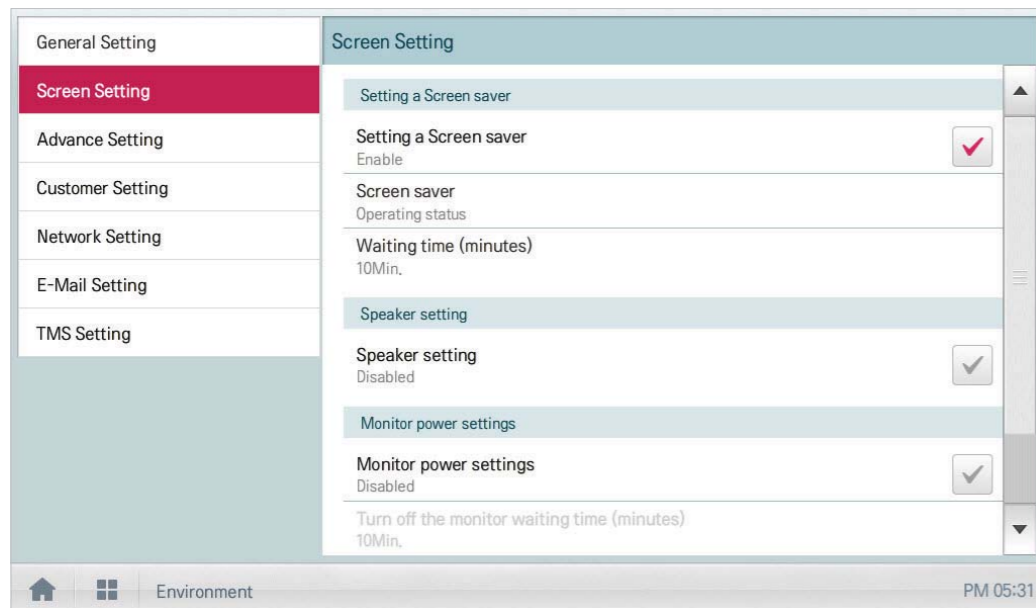 General Setting
Screen Setting
Advance Setting
Customer Setting
Network Setting
E-Mail Setting
TMS Setting
Screen Setting
Setting a Screen saver
Setting a Screen saver
Enable
Screen saver
Operating status
Waiting time (minutes)
10Min.
Speaker setting
Speaker setting
Disabled
Monitor power settings
Monitor power settings
Disabled
Turn off the monitor waiting time (minutes)
10Min.
Environment
PM 05:31